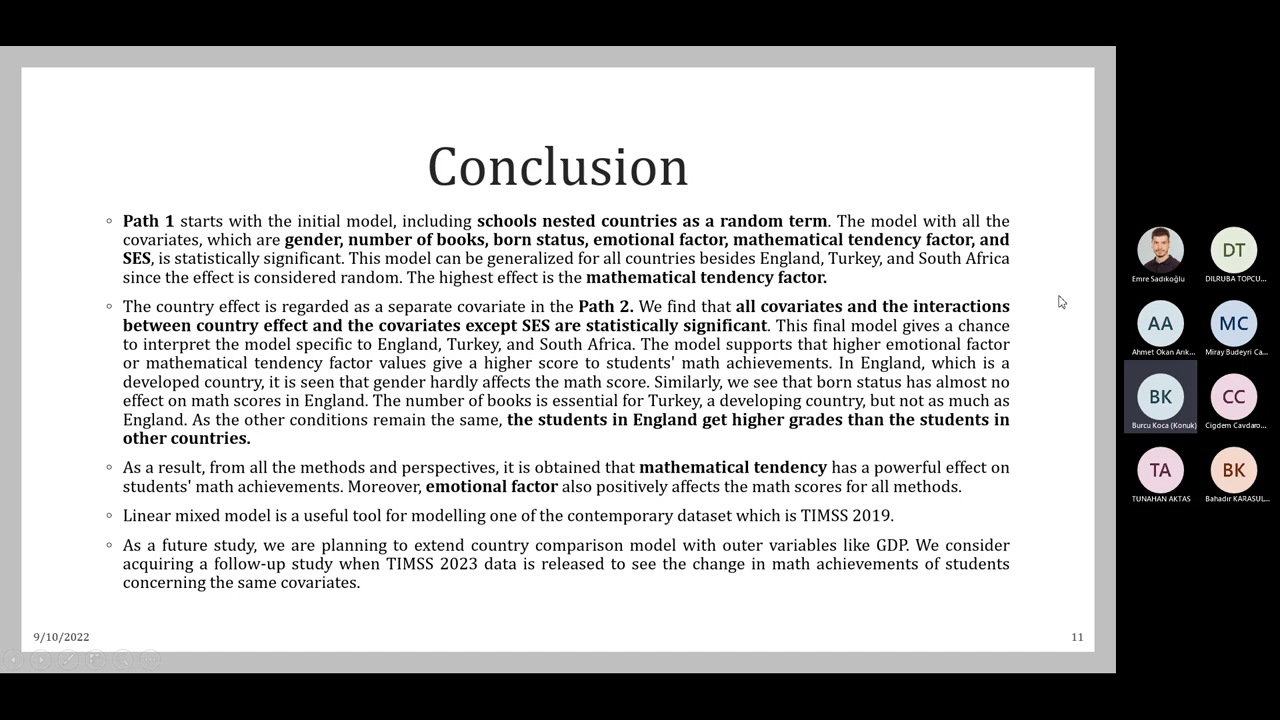 Conclusion
◦ Path 1 starts with the initial model, including schools nested countries as a random term. The model with all the
covariates, which are gender, number of books, born status, emotional factor, mathematical tendency factor, and
SES, is statistically significant. This model can be generalized for all countries besides England, Turkey, and South Africa
since the effect is considered random. The highest effect is the mathematical tendency factor.
◦ The country effect is regarded as a separate covariate in the Path 2. We find that all covariates and the interactions
between country effect and the covariates except SES are statistically significant. This final model gives a chance
to interpret the model specific to England, Turkey, and South Africa. The model supports that higher emotional factor
or mathematical tendency factor values give a higher score to students' math achievements. In England, which is a
developed country, it is seen that gender hardly affects the math score. Similarly, we see that born status has almost no
effect on math scores in England. The number of books is essential for Turkey, a developing country, but not as much as
England. As the other conditions remain the same, the students in England get higher grades than the students in
other countries.
◦ As a result, from all the methods and perspectives, it is obtained that mathematical tendency has a powerful effect on
students' math achievements. Moreover, emotional factor also positively affects the math scores for all methods.
◦ Linear mixed model is a useful tool for modelling one of the contemporary dataset which is TIMSS 2019.
◦ As a future study, we are planning to extend country comparison model with outer variables like GDP. We consider
acquiring a follow-up study when TIMSS 2023 data is released to see the change in math achievements of students
concerning the same covariates.
9/10/2022
11
Emre Sadıkoğlu
DT
DILRUBA TOPCU...
AA
Ahmet Okan Arık...
MC
Miray Budeyri Ca...
BK
Burcu Koca (Konuk)
CC
Cigdem Cavdaro...
TA
TUNAHAN AKTAS
BK
Bahadır KARASUL...